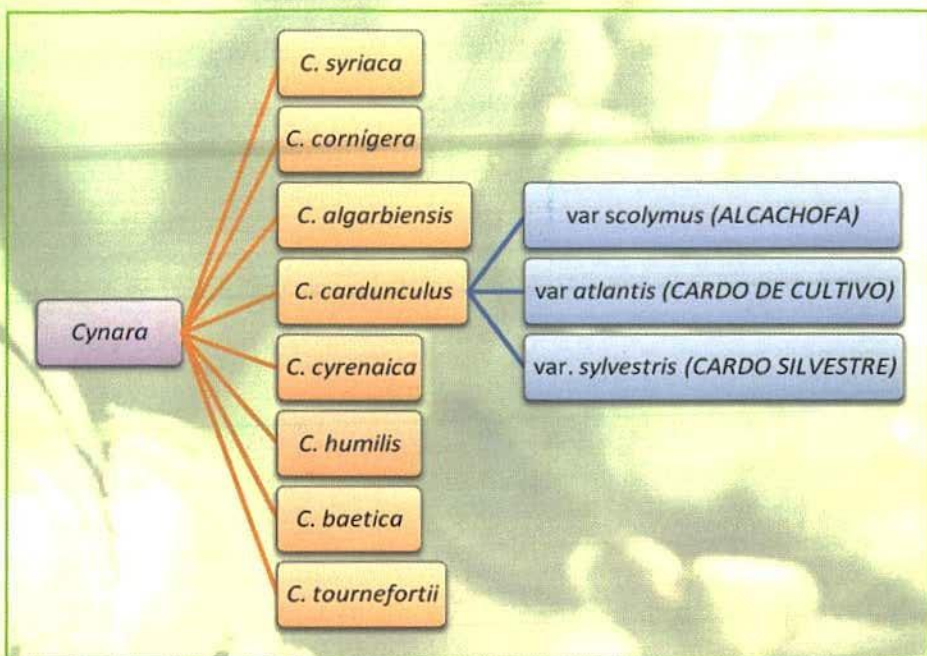 Cynara
C. syriaca
C. cornígera
C. algarbiensis
C. cardunculus
C. cyrenaica
C. humilis
C. baetica
C. tournefortii
var scolymus (ALCACHOFA)
var atlantis (CARDO DE CULTIVO)
var. sylvestris (CARDO SILVESTRE)